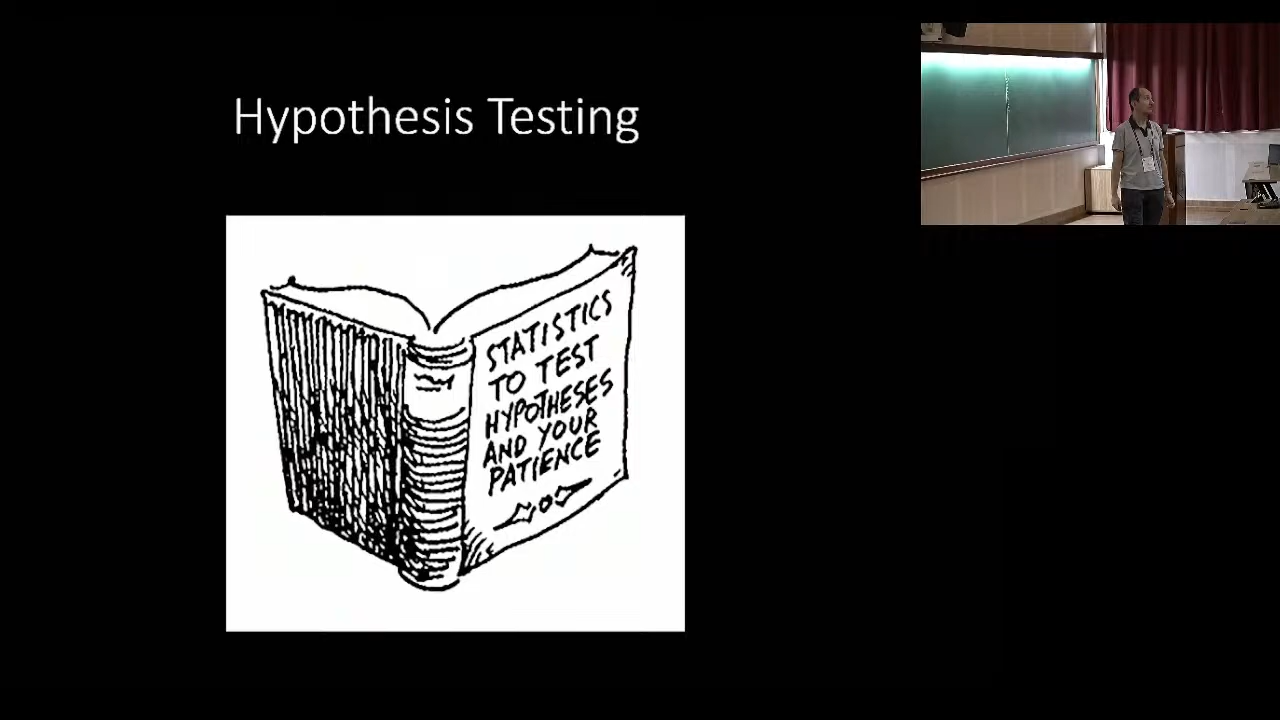 Hypothesis Testing
STATISTICS
TO TEST
HYPOTHESES
AND YOUR
PATIENCE